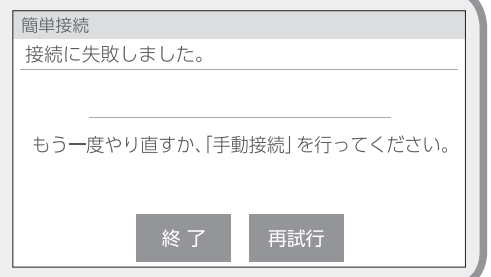 簡単接続
接続に失敗しました。
もう一度やり直すか、「手動接続」を行ってください。
終 了
再試行